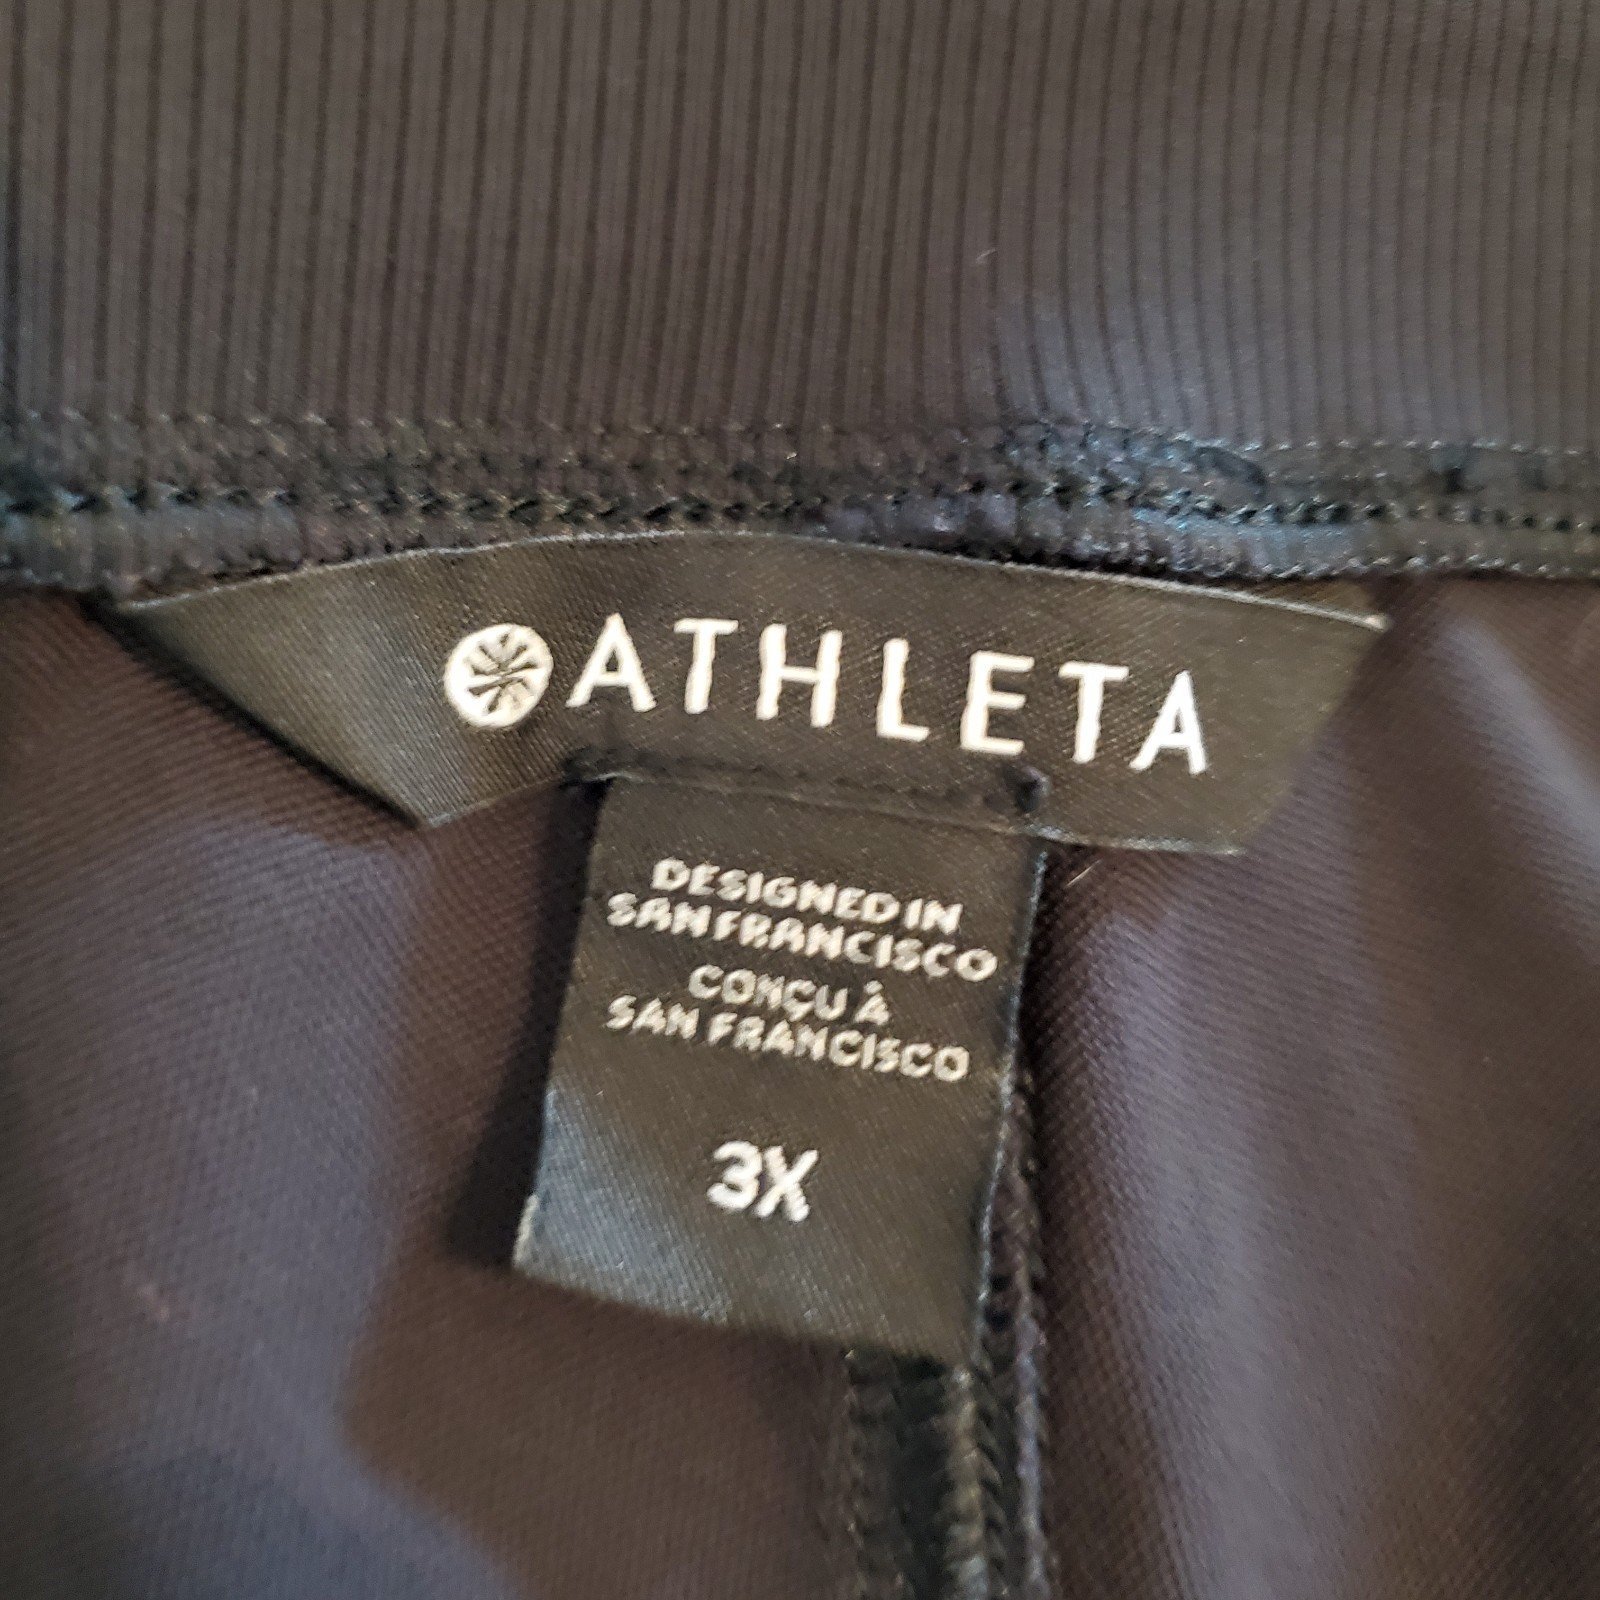 ATHLETA
DESIGNED IN
SAN FRANCISCO
CONÇU À
SAN FRANCISCO
3X